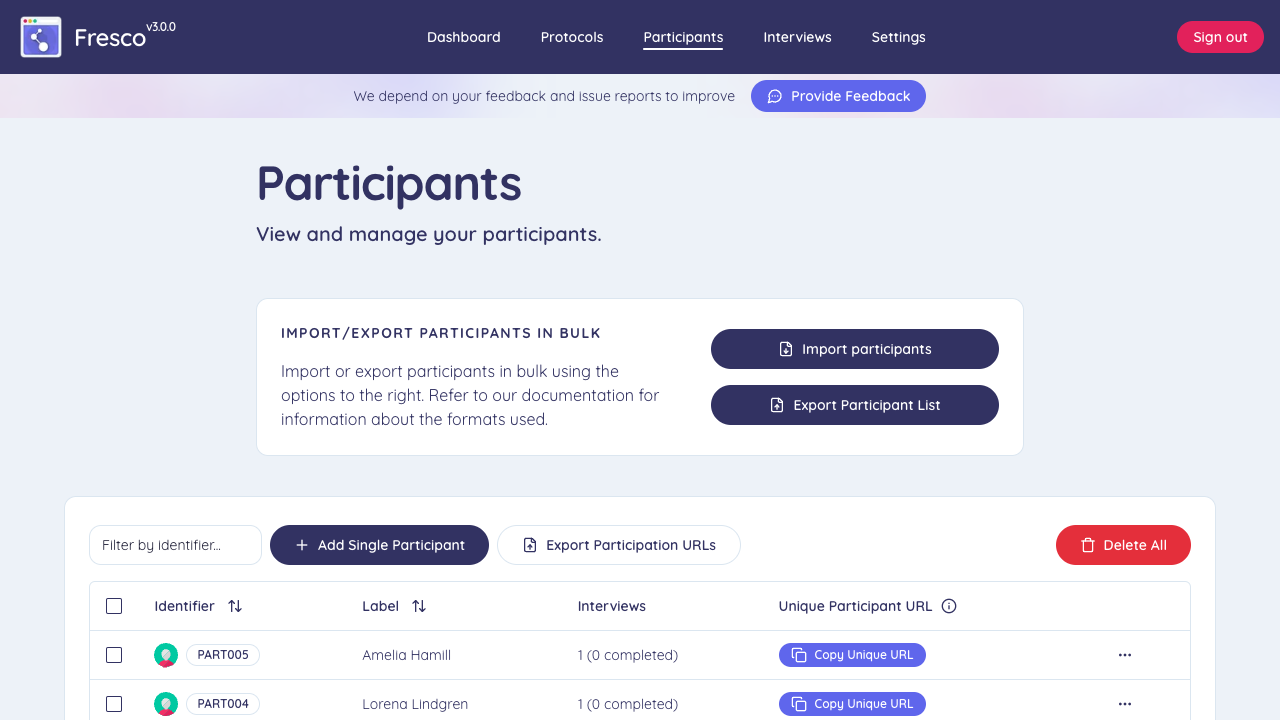 Fresco v3.0.0
Dashboard Protocols Participants Interviews Settings
Sign out
We depend on your feedback and issue reports to improve
Provide Feedback
Participants
View and manage your participants.
IMPORT/EXPORT PARTICIPANTS IN BULK
Import or export participants in bulk using the
options to the right. Refer to our documentation for
information about the formats used.
Import participants
Export Participant List
Filter by identifier...
Add Single Participant
Export Participation URLs
Delete All
Identifier Label Interviews Unique Participant URL
PART005 Amelia Hamill 1 (0 completed) Copy Unique URL
PART004 Lorena Lindgren 1 (0 completed) Copy Unique URL